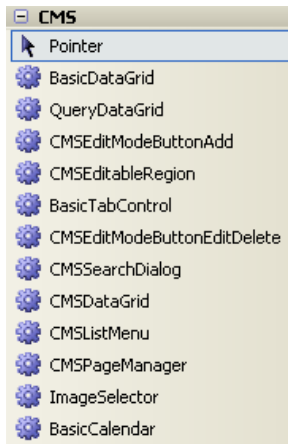 CMS
Pointer
BasicDataGrid
QueryDataGrid
CMSEditModeButtonAdd
CMSEditableRegion
BasicTabControl
CMSEditModeButtonEditDelete
CMSSearchDialog
CMSDataGrid
CMSListMenu
CMSPageManager
ImageSelector
BasicCalendar